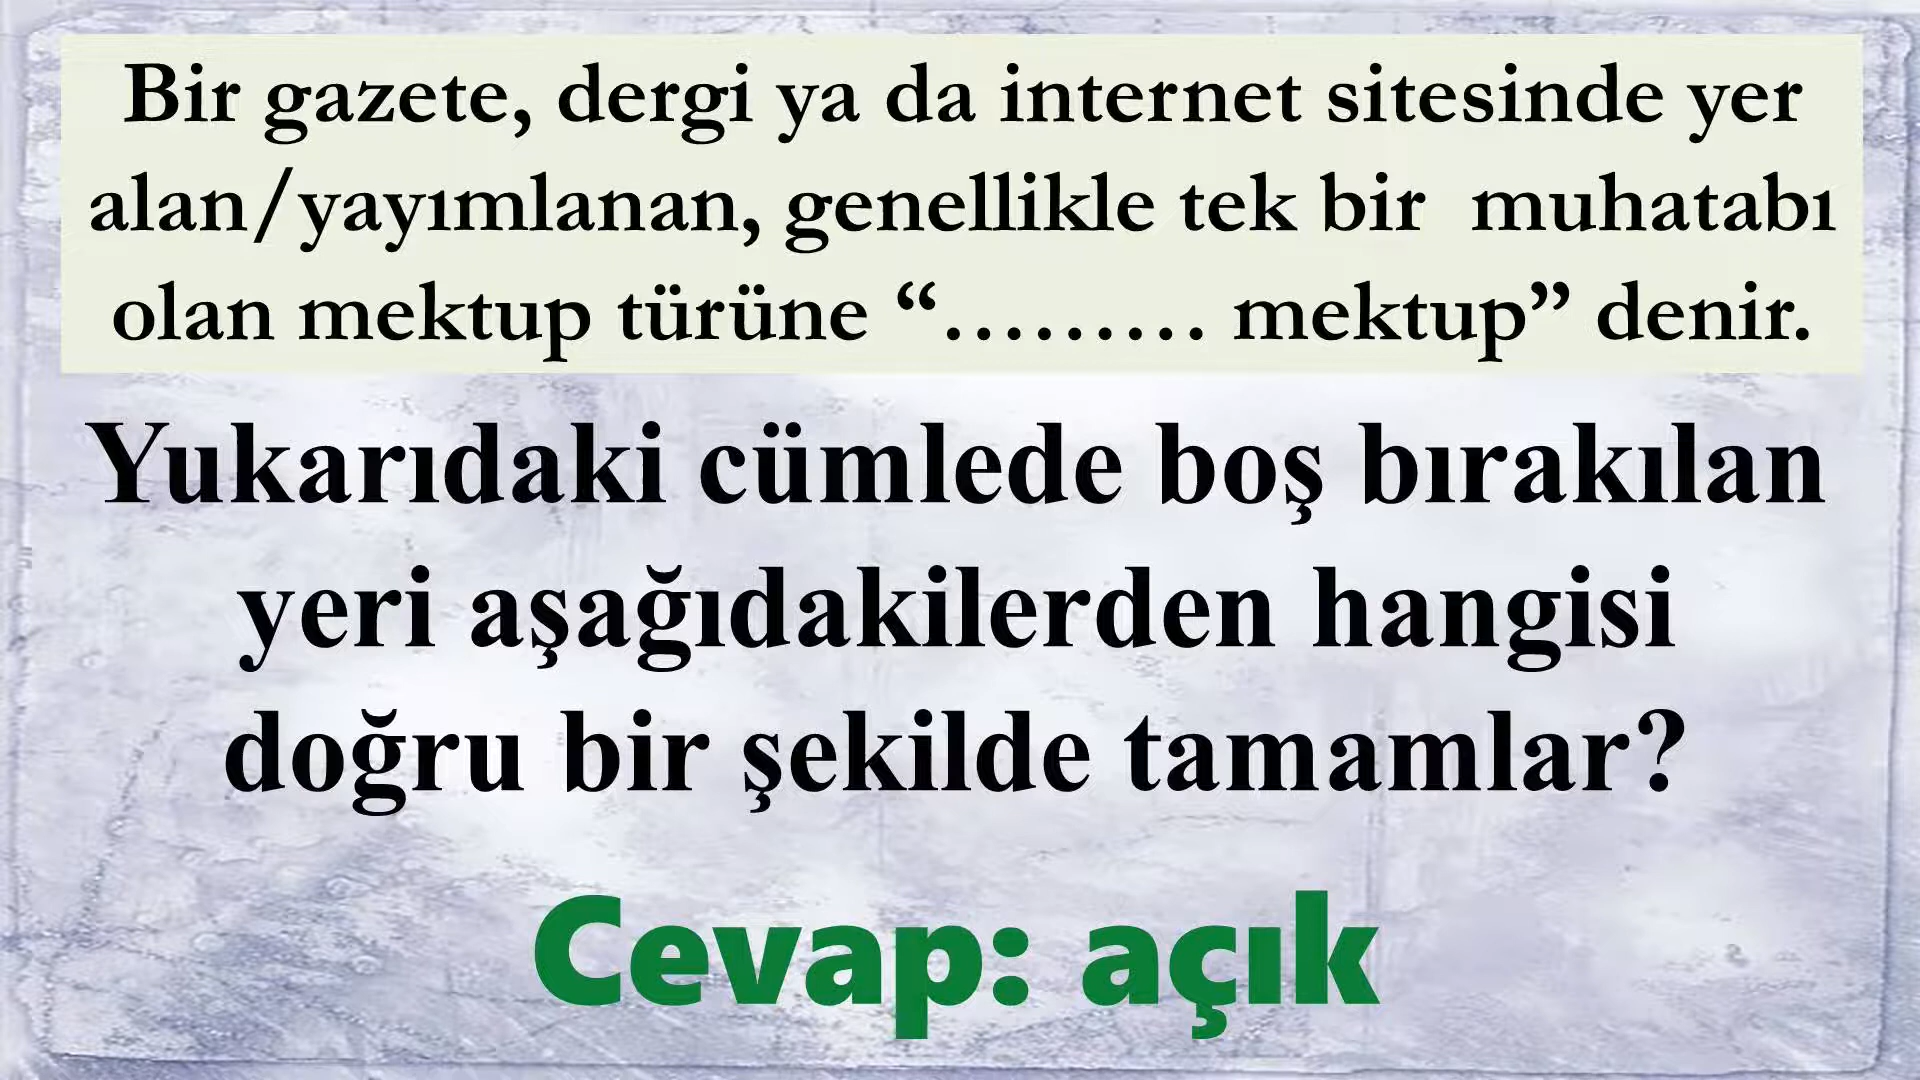 Bir gazete, dergi ya da internet sitesinde yer
alan/yayımlanan, genellikle tek bir muhatabı
olan mektup türüne “……… mektup” denir.
Yukarıdaki cümlede boş bırakılan
yeri aşağıdakilerden hangisi
doğru bir şekilde tamamlar?
Cevap: açık